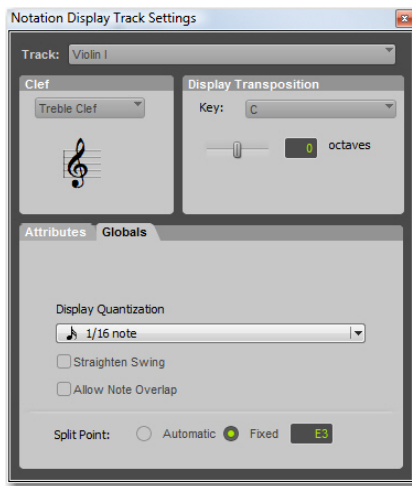 Notation Display Track Settings
Track: Violin I
Clef
Treble Clef
Display Transposition
Key: C
0 octaves
Attributes Globals
Display Quantization
1/16 note
Straighten Swing
Allow Note Overlap
Split Point: Automatic Fixed E3